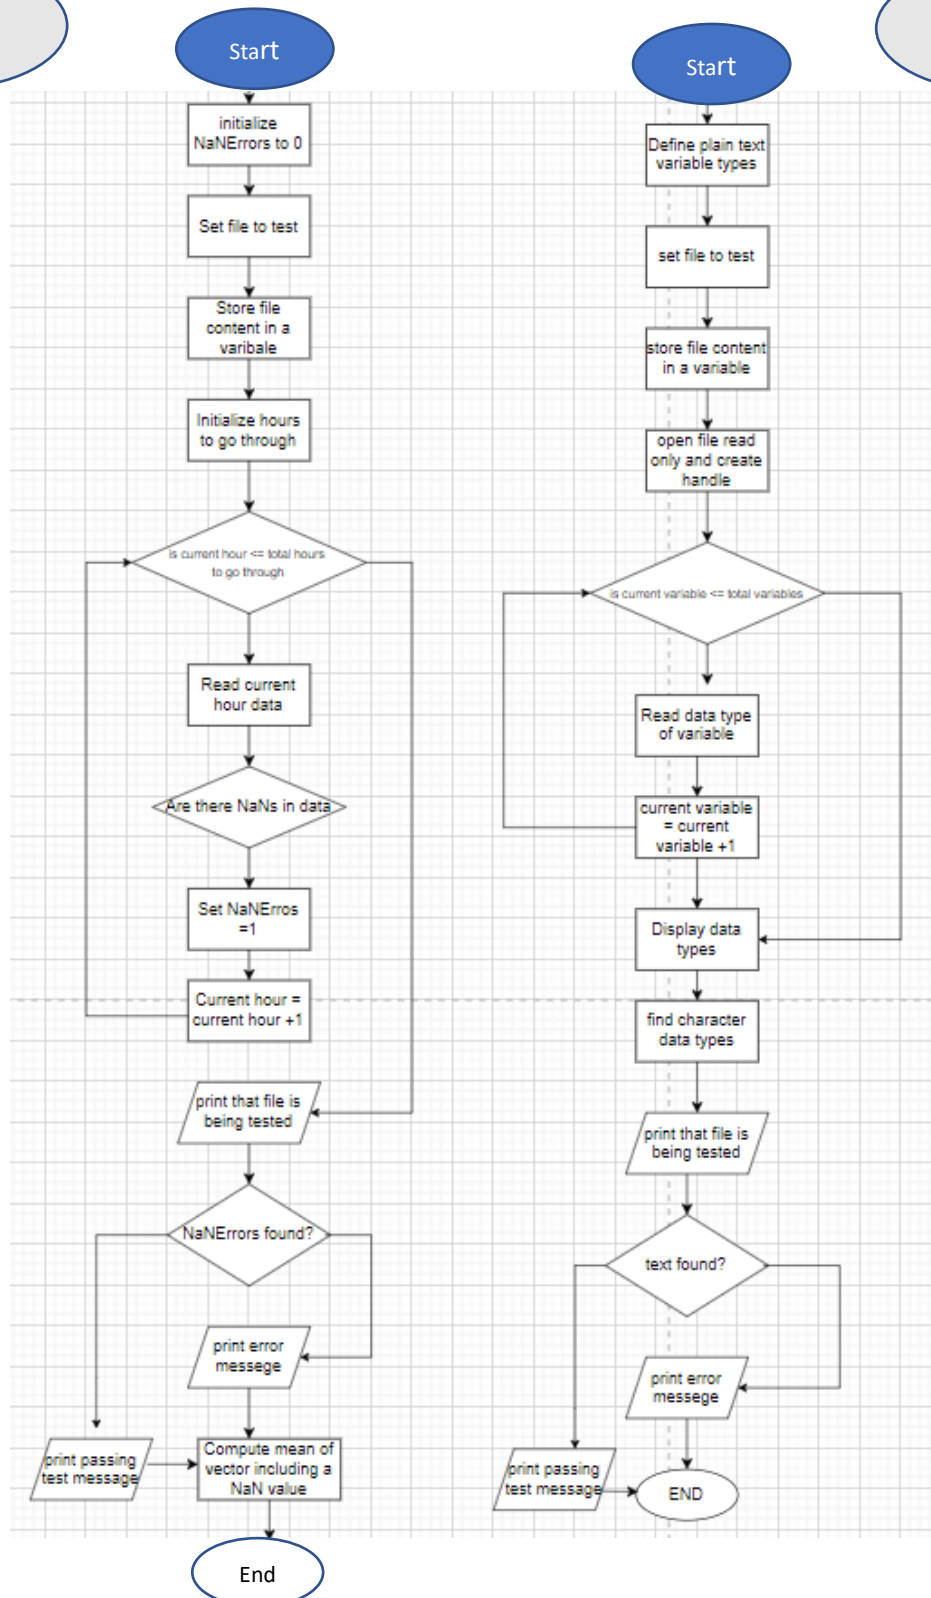 Start
initialize
NaNErrors to 0
Set file to test
Store file
content in a
varibale
Initialize hours
to go through
is current hour <= total hours
to go through
Read current
hour data
Are there NaNs in data
Set NaNErros
=1
Current hour =
current hour +1
print that file is
being tested
NaNErrors found?
print error
messege
print passing
test message
Compute mean of
vector including a
NaN value
End
Start
Define plain text
variable types
set file to test
store file content
in a variable
open file read
only and create
handle
is current variable <= total variables
Read data type
of variable
current variable
= current
variable +1
Display data
types
find character
data types
print that file is
being tested
text found?
print error
messege
print passing
test message
END